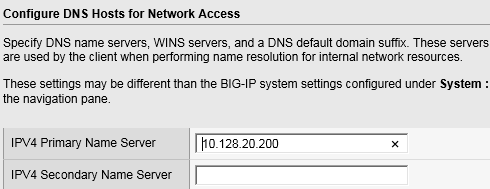 Configure DNS Hosts for Network Access
Specify DNS name servers, WINS servers, and a DNS default domain suffix. These servers
are used by the client when performing name resolution for internal network resources.
These settings may be different than the BIG-IP system settings configured under System :
the navigation pane.
IPV4 Primary Name Server 10.128.20.200 ×
IPV4 Secondary Name Server